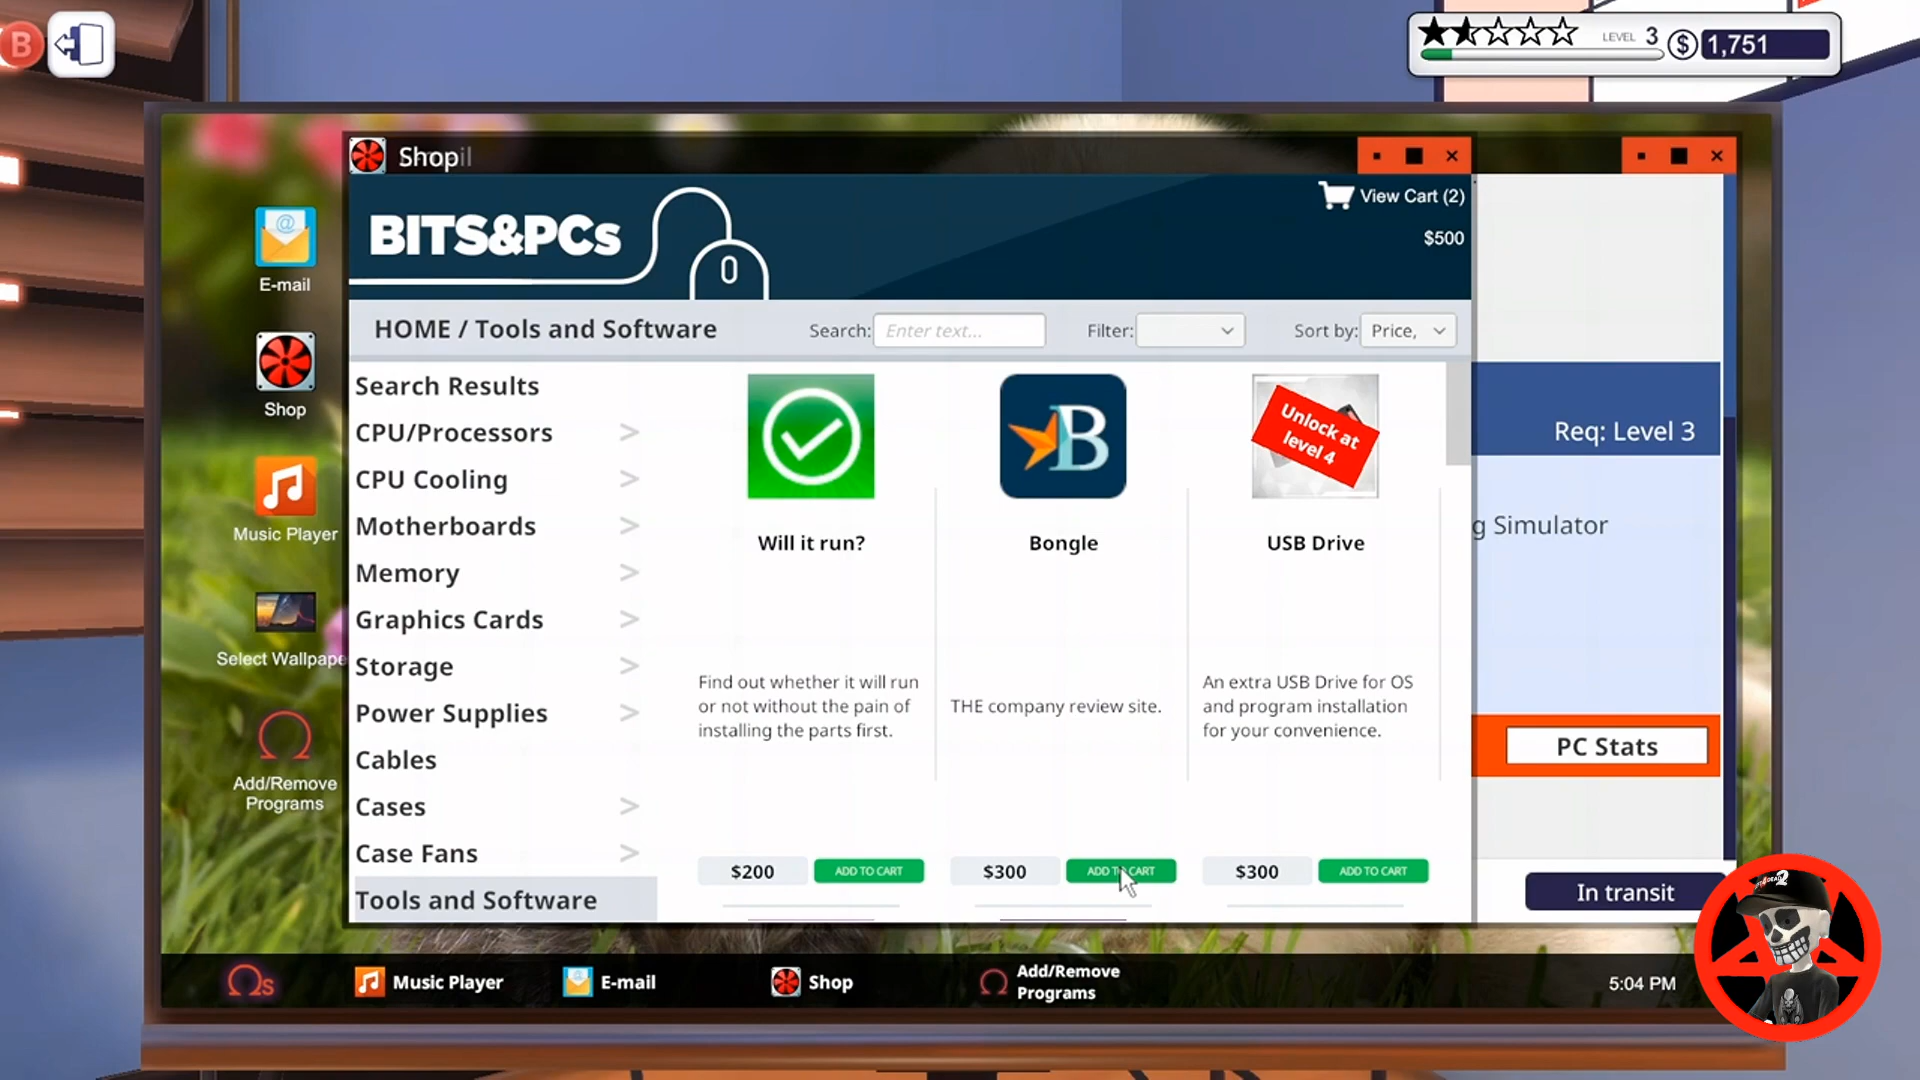 B
LEVEL 3
$ 1,751
Shop
View Cart (2)
$500
BITS&PCs
HOME / Tools and Software
Search: Enter text...
Filter:
Sort by: Price,
E-mail
Shop
Music Player
Select Wallpape
Add/Remove
Programs
Search Results
CPU/Processors >
CPU Cooling >
Motherboards >
Memory >
Graphics Cards >
Storage >
Power Supplies >
Cables
Cases >
Case Fans >
Tools and Software
Will it run?
Find out whether it will run
or not without the pain of
installing the parts first.
$200 ADD TO CART
B
Bongle
THE company review site.
$300 ADD TO CART
Unlock at
level 4
USB Drive
An extra USB Drive for OS
and program installation
for your convenience.
$300 ADD TO CART
Req: Level 3
g Simulator
PC Stats
In transit
Ωs
Music Player
E-mail
Shop
Add/Remove
Programs
5:04 PM